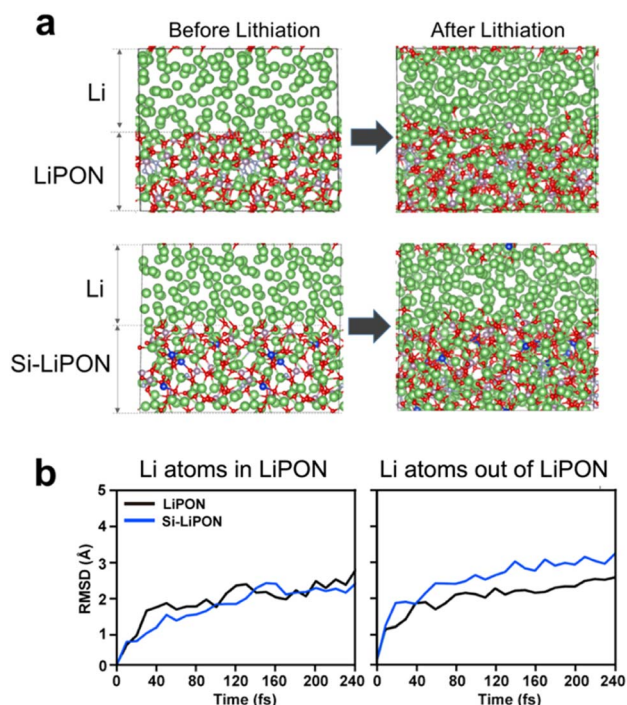 a
Before Lithiation
After Lithiation
Li
LiPON
Li
Si-LiPON
b
Li atoms in LiPON
Li atoms out of LiPON
RMSD (Å)
5
4
3
2
1
0
LiPON
Si-LiPON
0 40 80 120 160 200 240
0 40 80 120 160 200 240
Time (fs)
Time (fs)